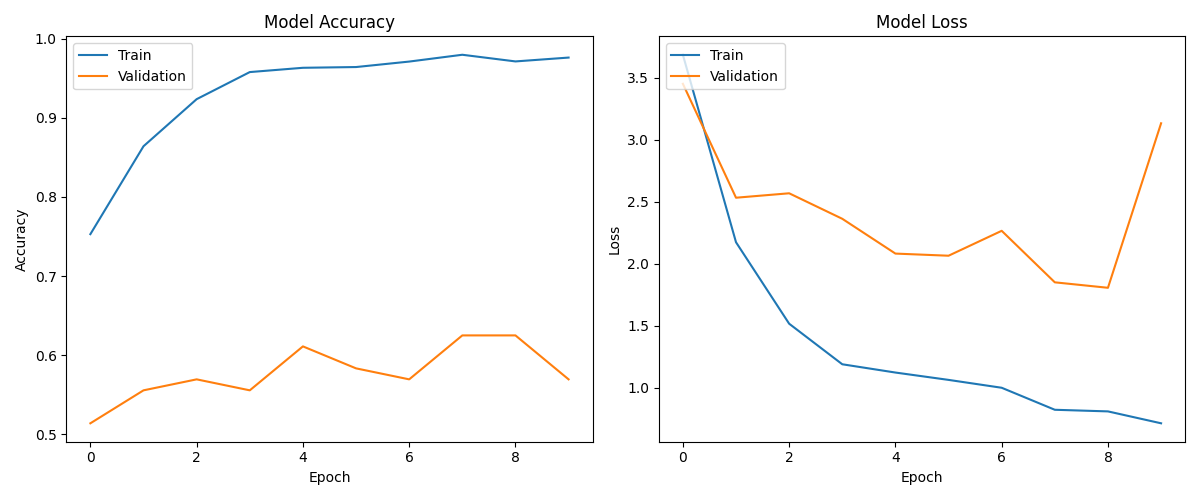 Model Accuracy
Train
Validation
1.0
0.9
0.8
0.7
0.6
0.5
Accuracy
0 2 4 6 8
Epoch
Model Loss
Train
Validation
3.5
3.0
2.5
2.0
1.5
1.0
Loss
0 2 4 6 8
Epoch